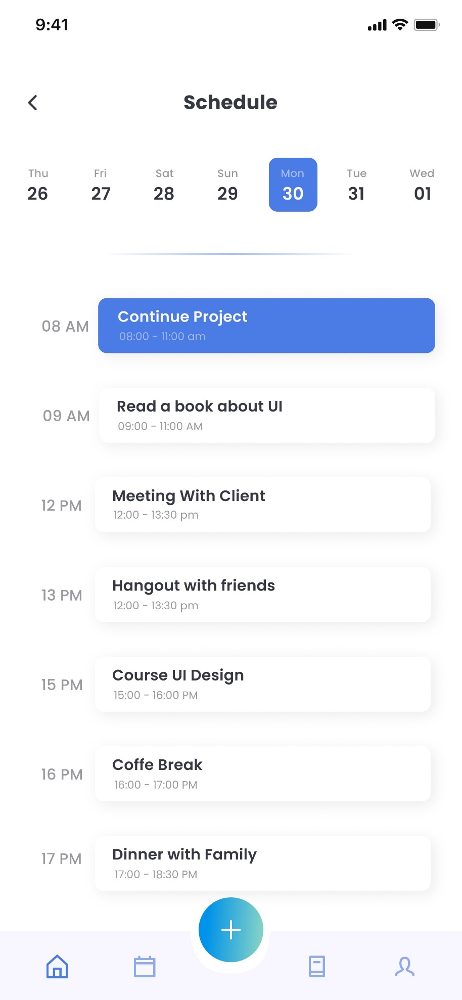 9:41
Schedule
Thu Fri Sat Sun Mon Tue Wed
26 27 28 29 30 31 01
08 AM
Continue Project
08:00 - 11:00 am
09 AM
Read a book about UI
09:00 - 11:00 AM
12 PM
Meeting With Client
12:00 - 13:30 pm
13 PM
Hangout with friends
12:00 - 13:30 pm
15 PM
Course UI Design
15:00 - 16:00 PM
16 PM
Coffe Break
16:00 - 17:00 PM
17 PM
Dinner with Family
17:00 - 18:30 PM